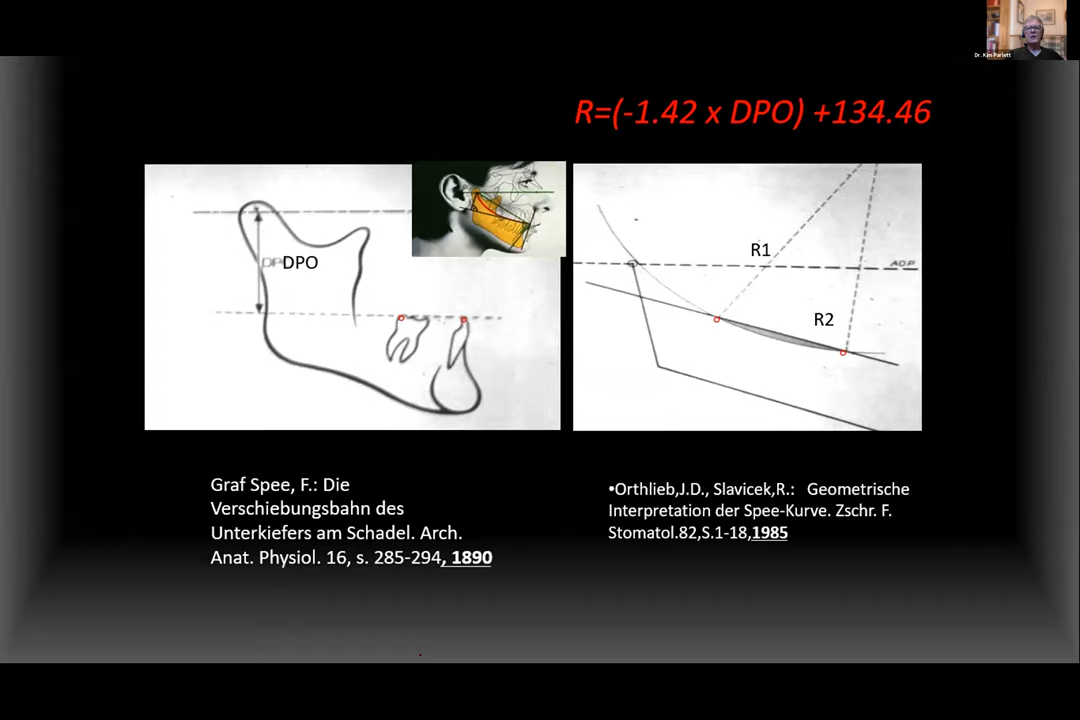 Dr. Kim Parlett
R=(-1.42 x DPO) +134.46
DPO
R1
AOP
R2
Graf Spee, F.: Die
Verschiebungsbahn des
Unterkiefers am Schadel. Arch.
Anat. Physiol. 16, s. 285-294, 1890
•Orthlieb,J.D., Slavicek,R.: Geometrische
Interpretation der Spee-Kurve. Zschr. F.
Stomatol.82,S.1-18,1985